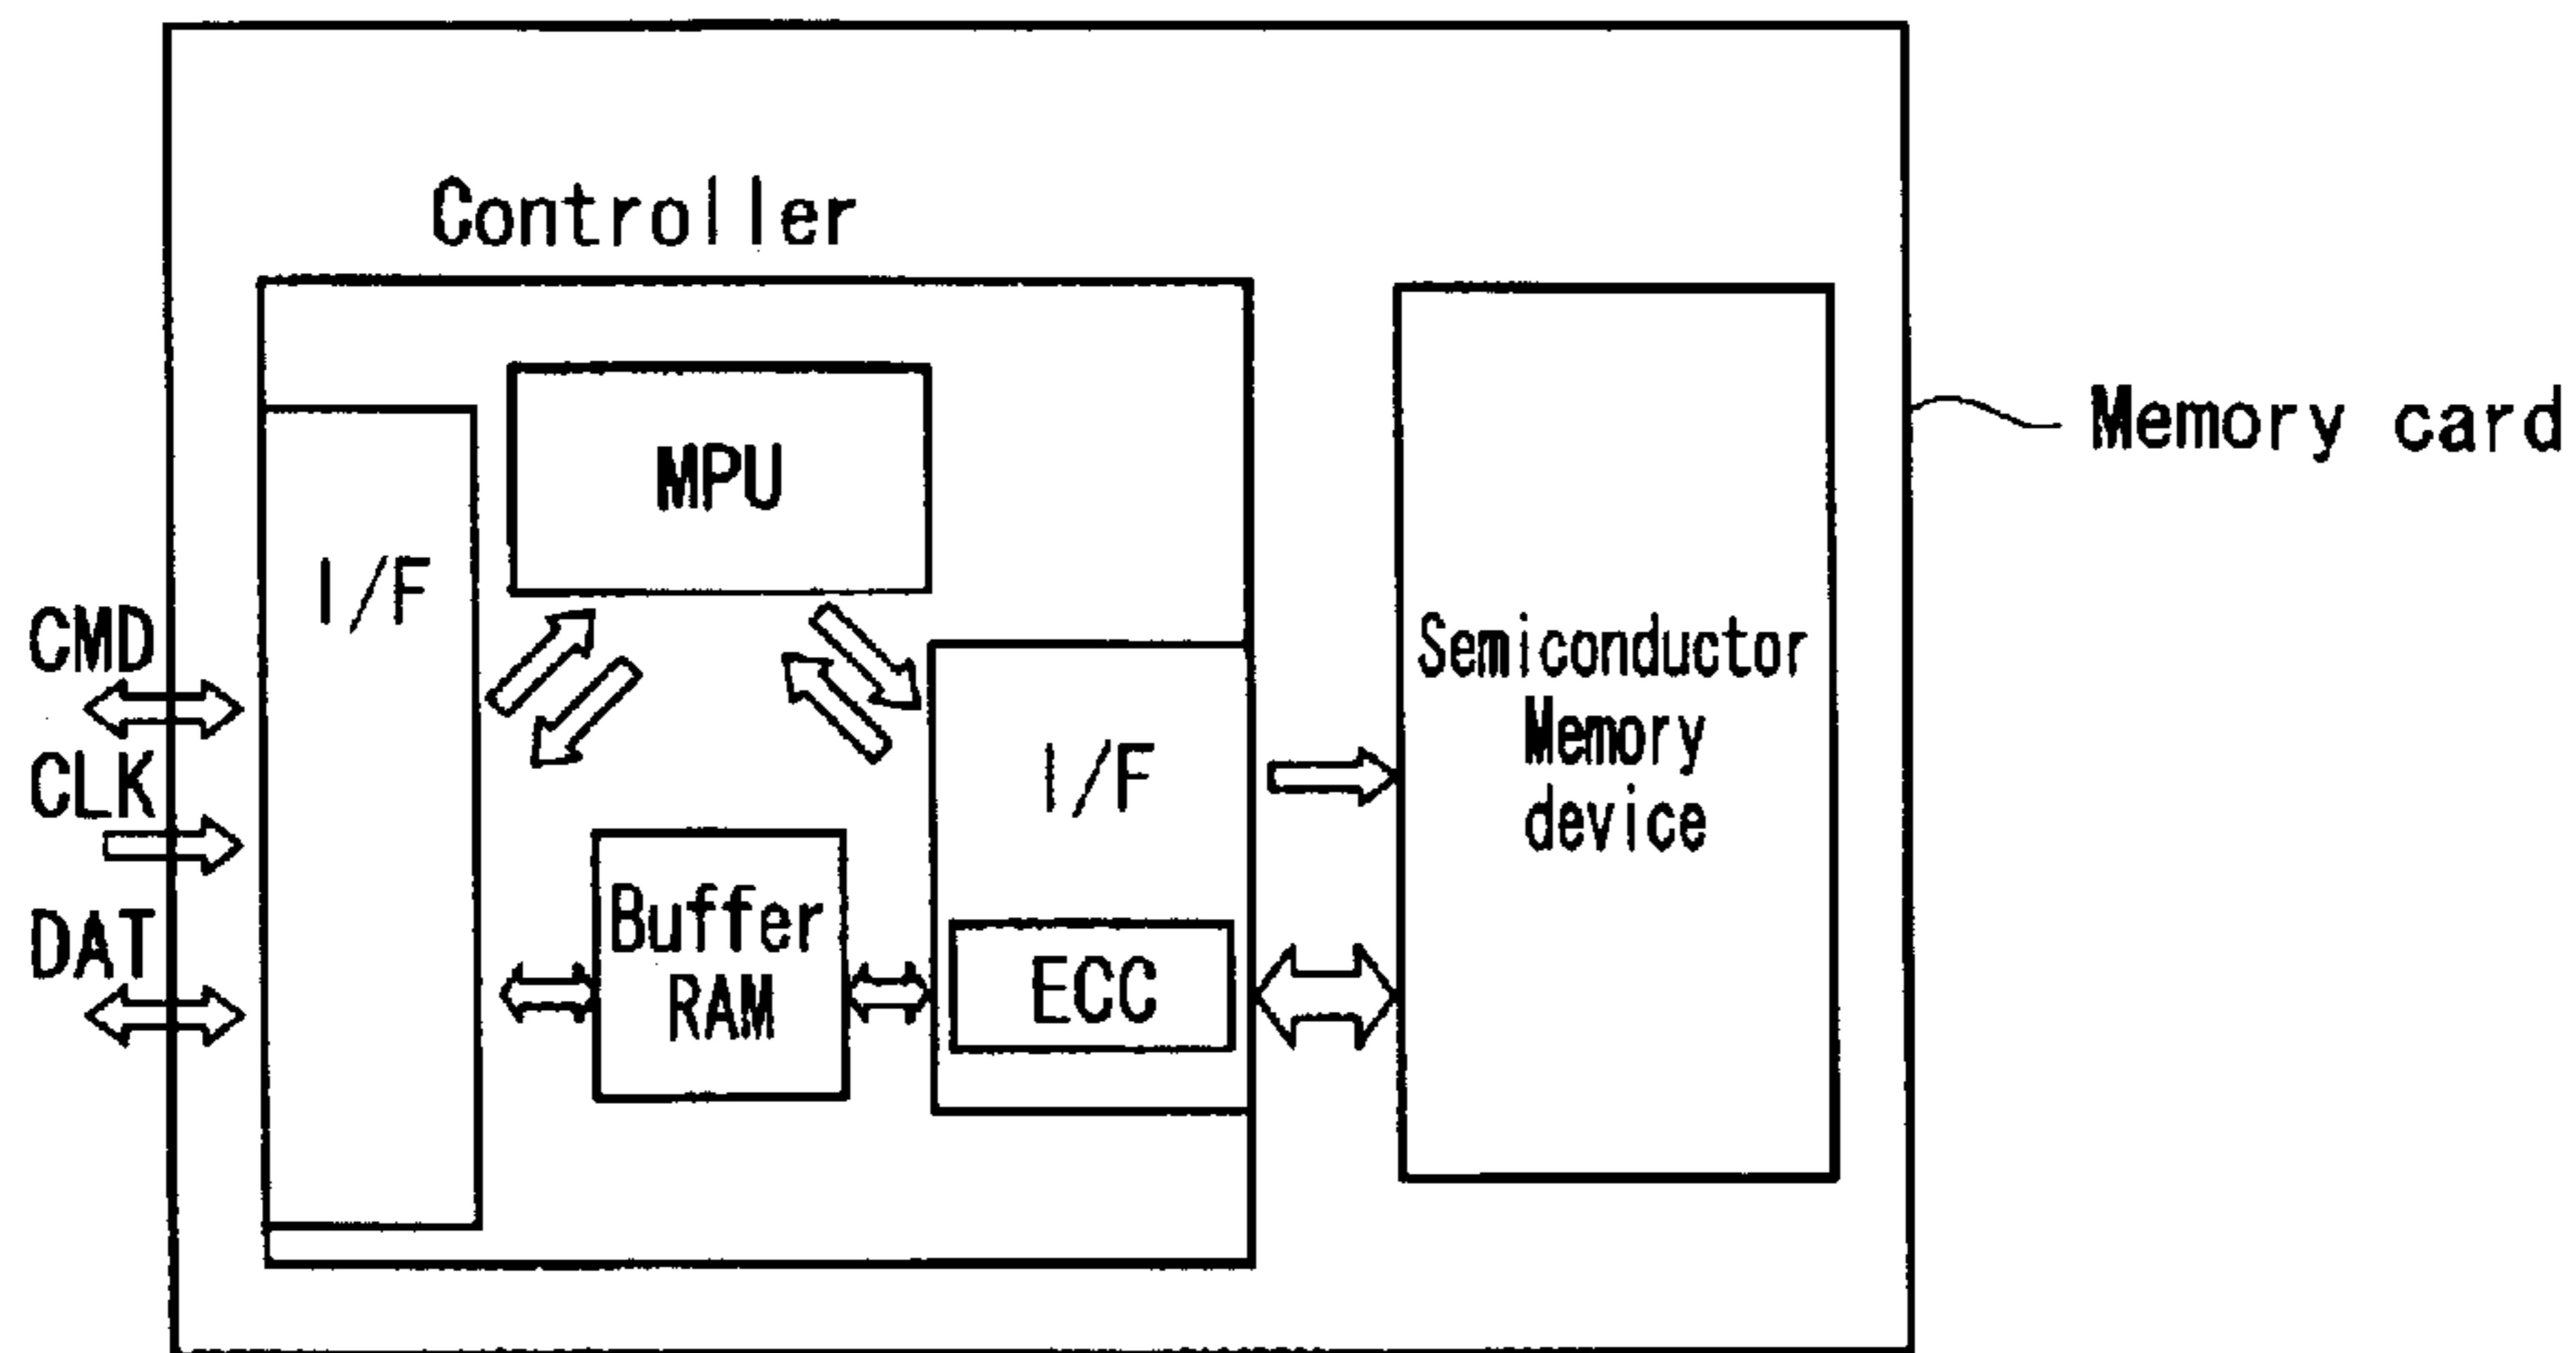 Controller
MPU
I/F
Memory card
CMD
CLK
DAT
I/F
Semiconductor
Memory
device
Buffer
RAM
ECC